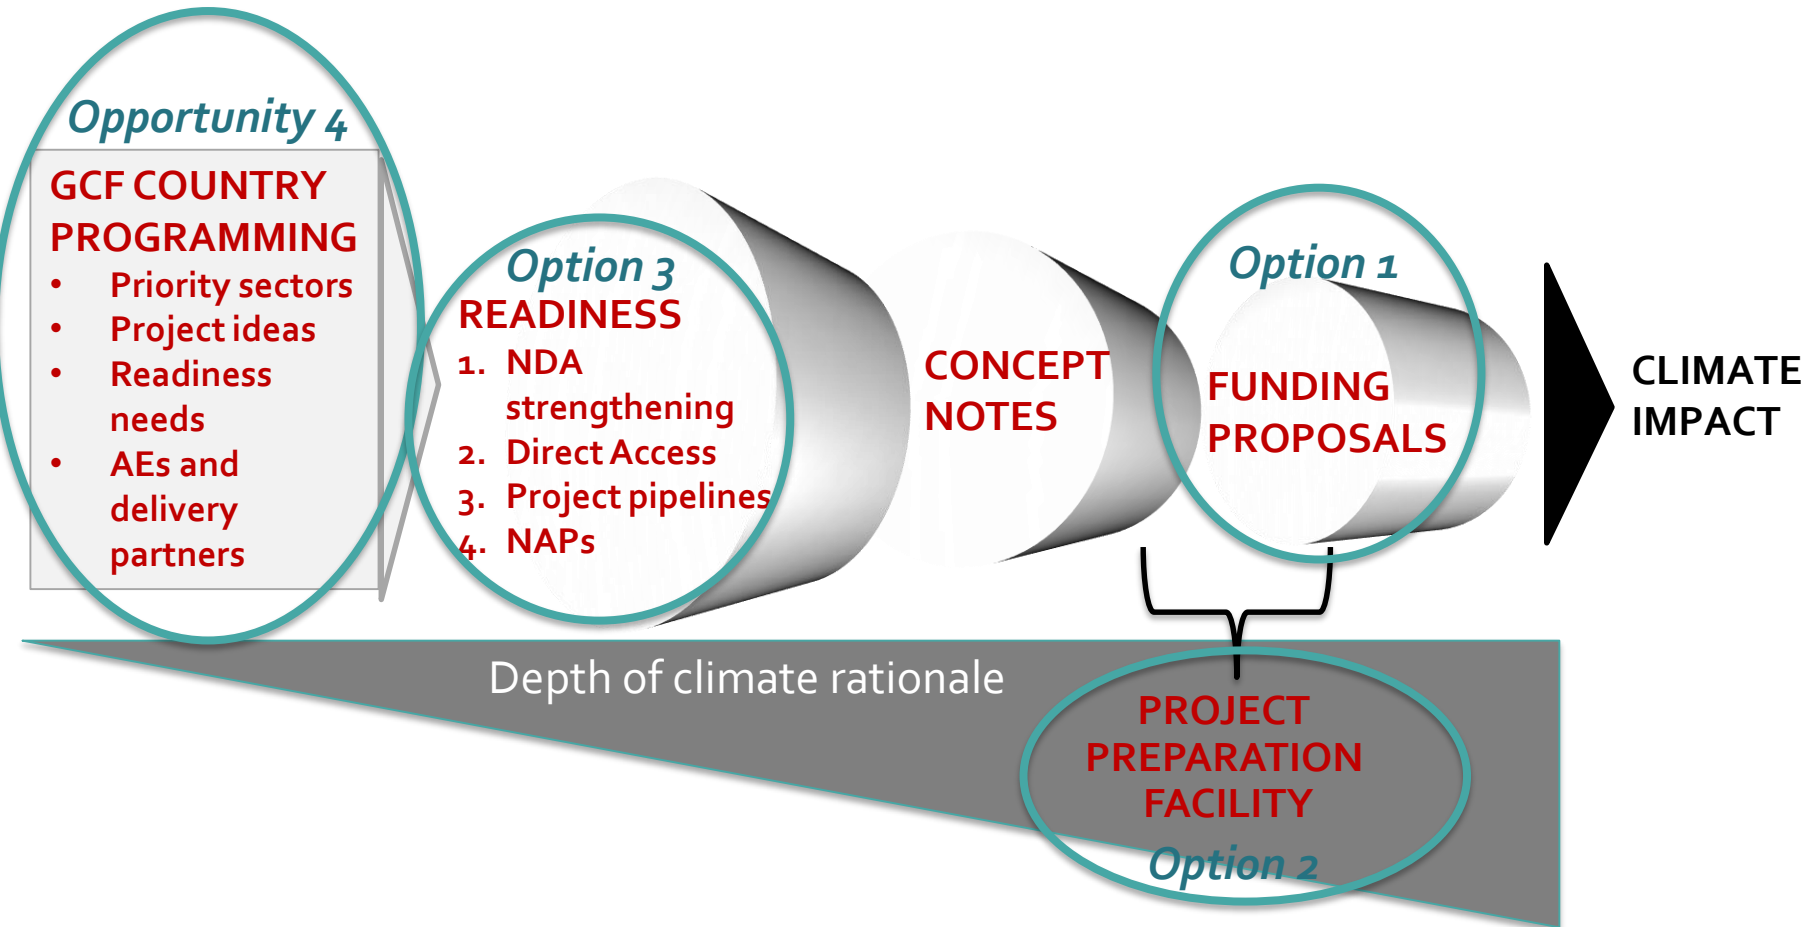 Opportunity 4
GCF COUNTRY
PROGRAMMING
• Priority sectors
• Project ideas
• Readiness
needs
• AEs and
delivery
partners
Option 3
READINESS
1. NDA
strengthening
2. Direct Access
3. Project pipelines
4. NAPs
CONCEPT
NOTES
Option 1
FUNDING
PROPOSALS
CLIMATE
IMPACT
Depth of climate rationale
PROJECT
PREPARATION
FACILITY
Option 2